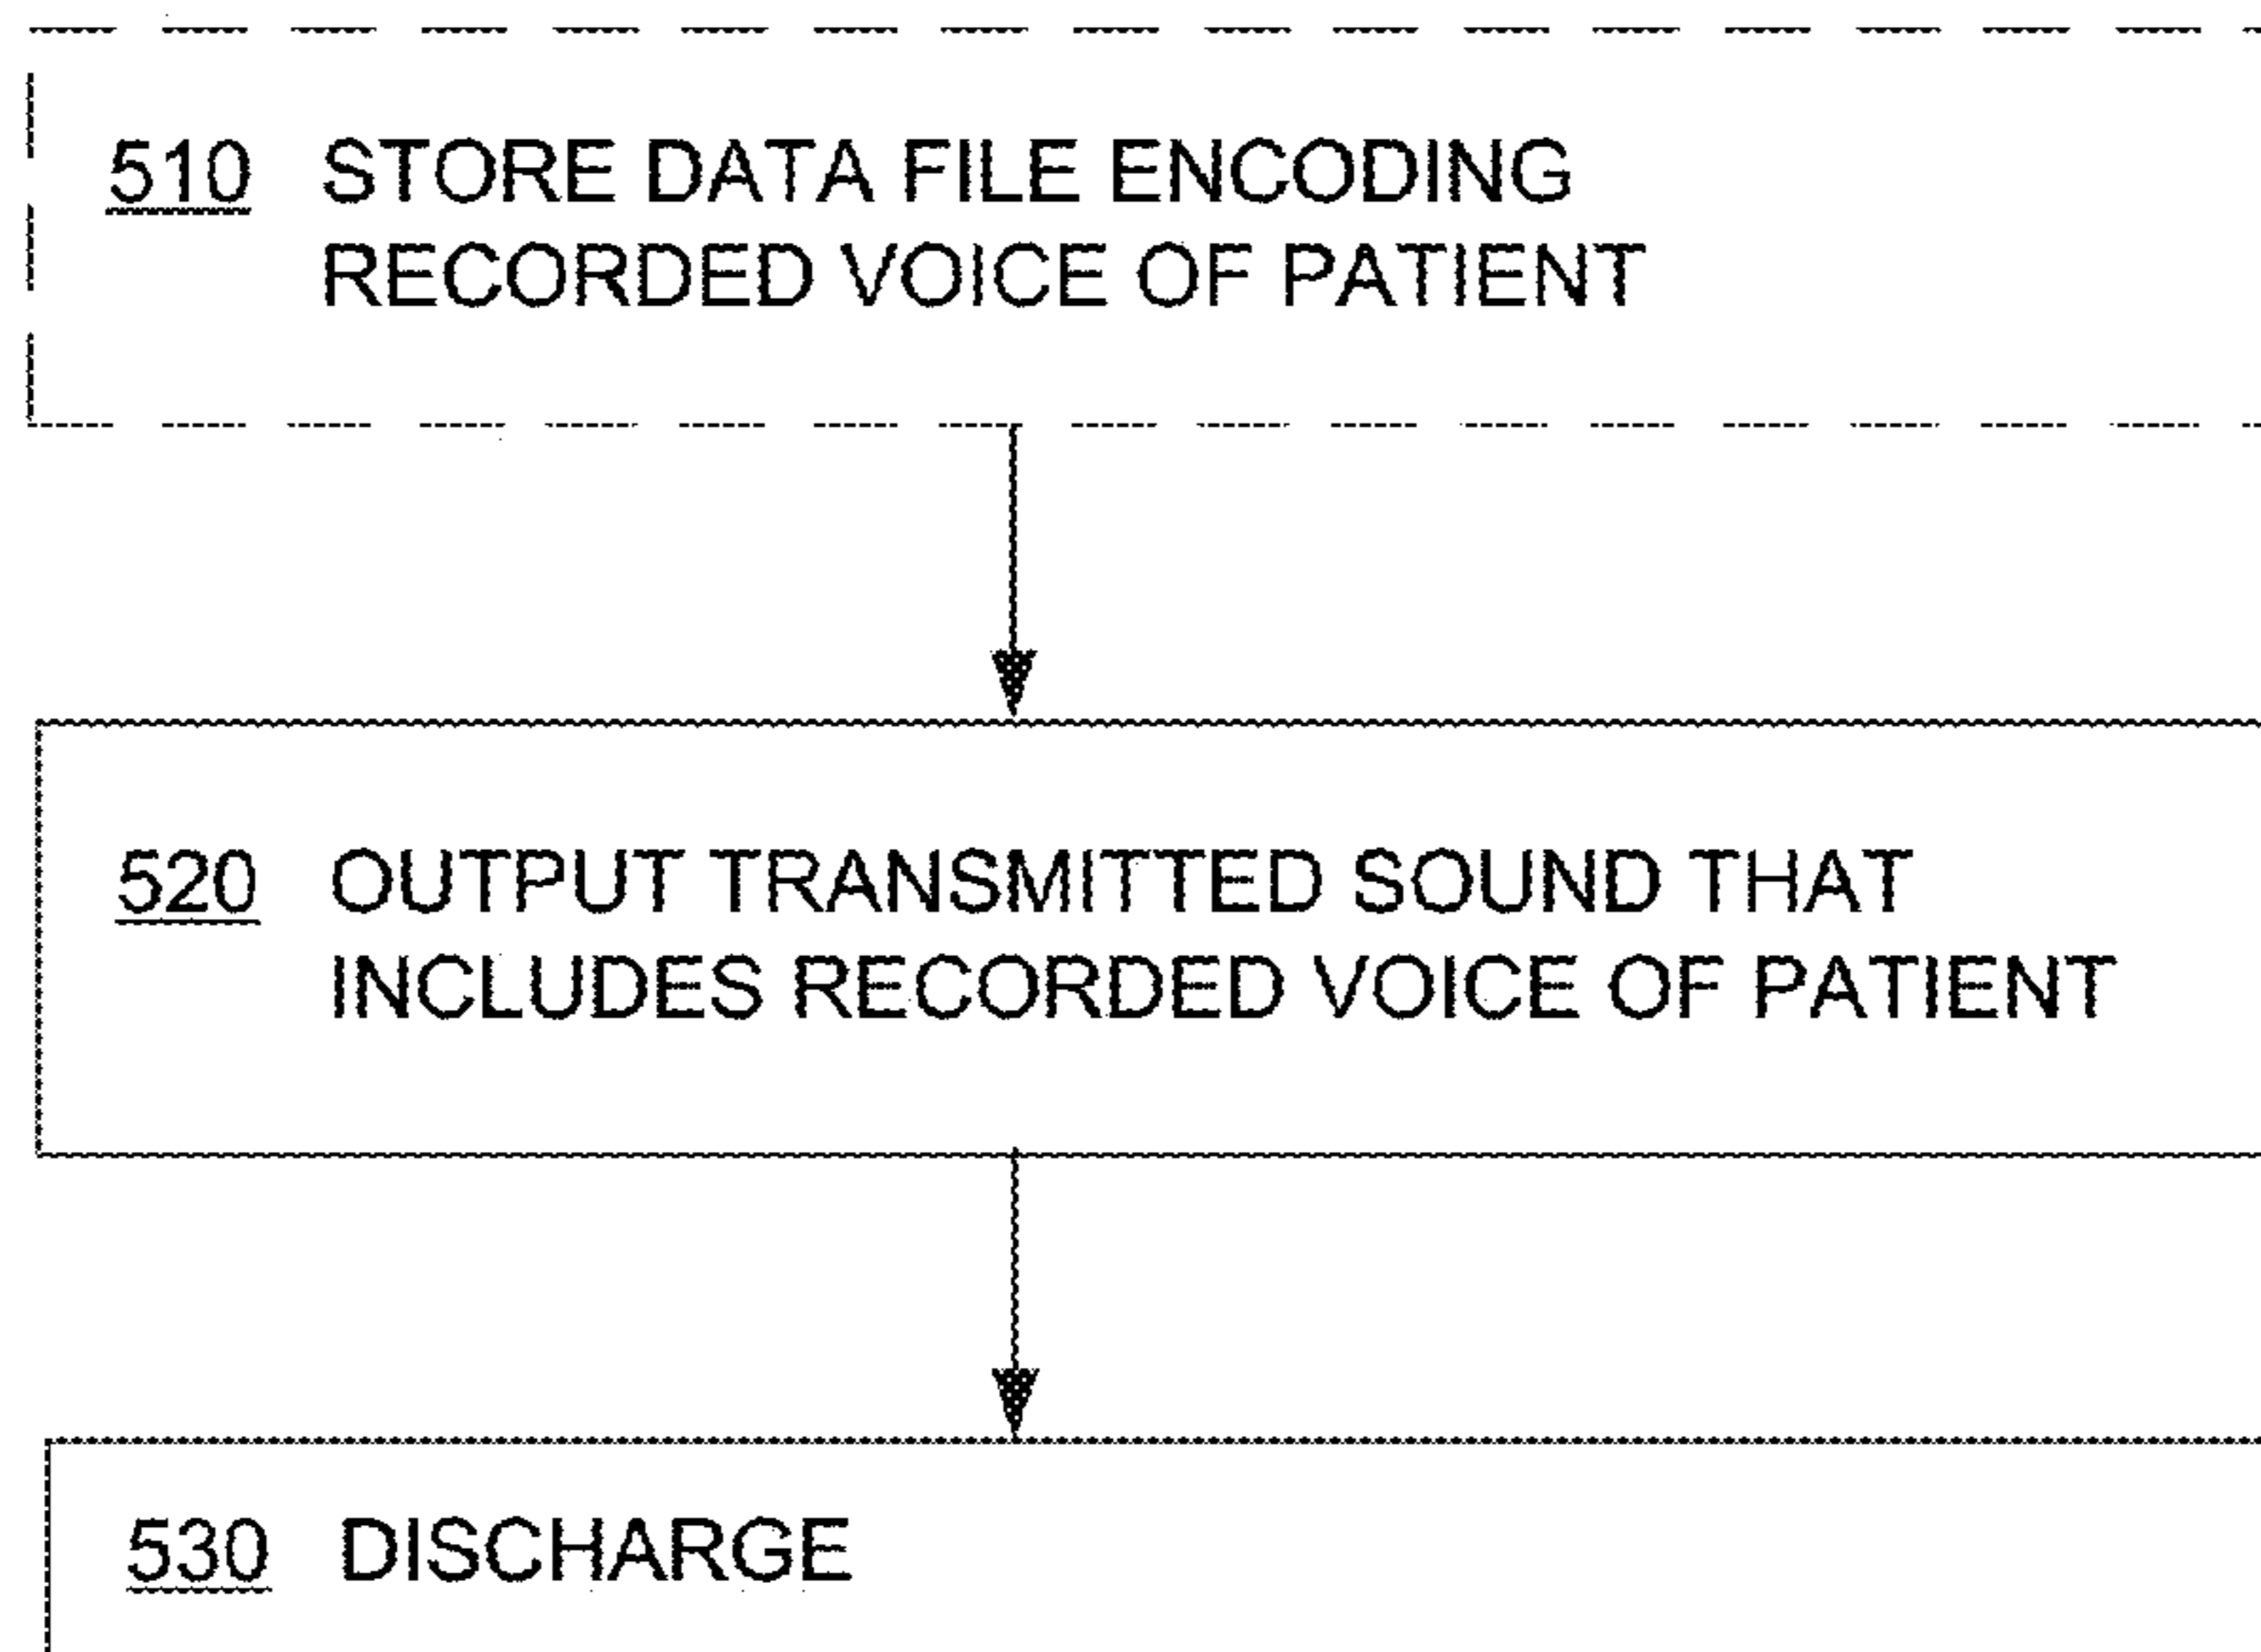 510 STORE DATA FILE ENCODING
RECORDED VOICE OF PATIENT
520 OUTPUT TRANSMITTED SOUND THAT
INCLUDES RECORDED VOICE OF PATIENT
530 DISCHARGE